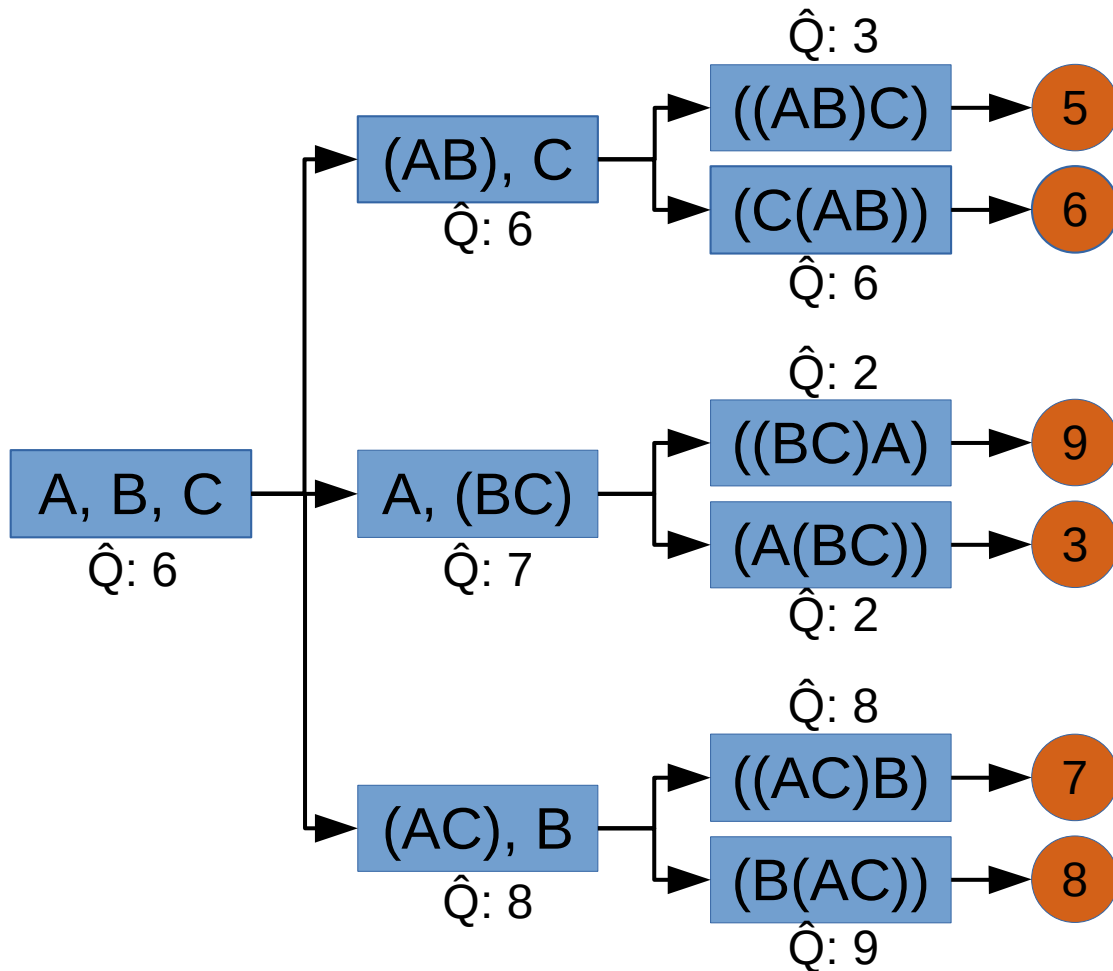 Q̂: 3
((AB)C)
5
(AB), C
Q̂: 6
(C(AB))
6
Q̂: 6
Q̂: 2
((BC)A)
9
A, B, C
Q̂: 6
A, (BC)
Q̂: 7
(A(BC))
3
Q̂: 2
Q̂: 8
((AC)B)
7
(AC), B
Q̂: 8
(B(AC))
8
Q̂: 9